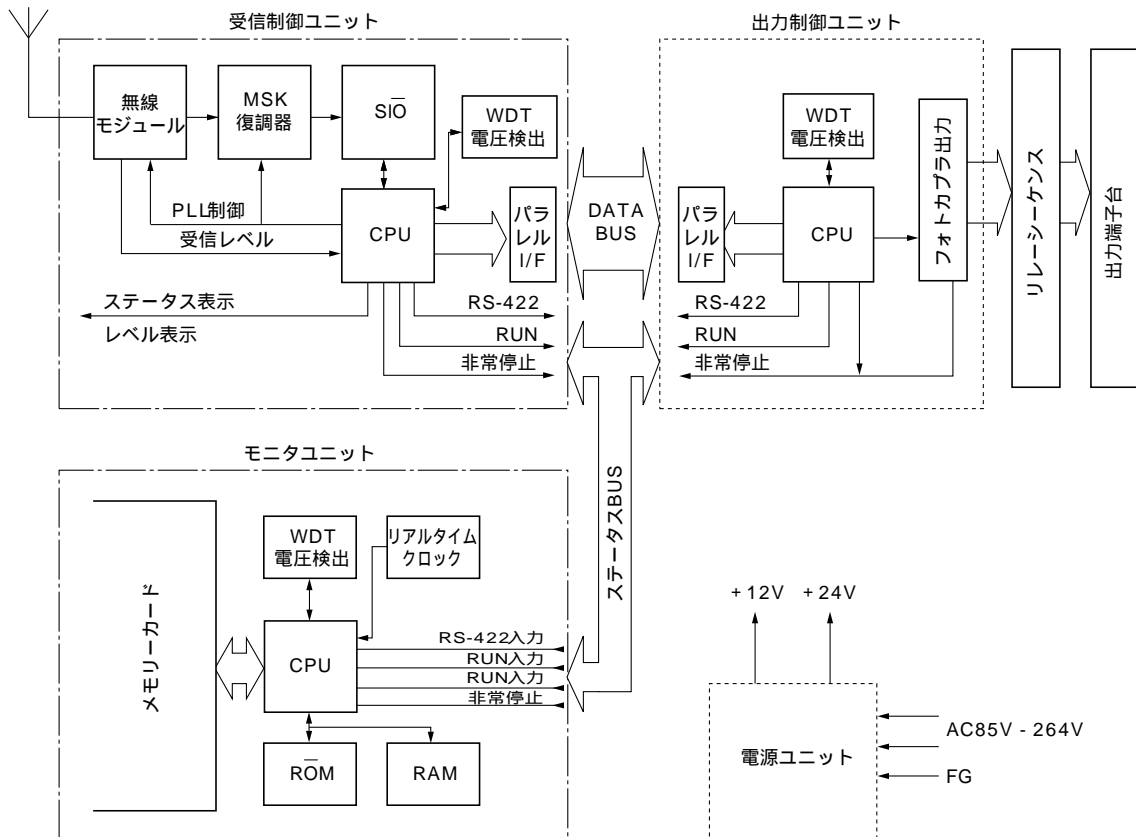 受信制御ユニット
無線
モジュール
MSK
復調器
SIO
WDT
電圧検出
PLL制御
受信レベル
CPU
パラレル
I/F
ステータス表示
レベル表示
RS-422
RUN
非常停止
DATA
BUS
出力制御ユニット
WDT
電圧検出
パラレル
I/F
CPU
フォトカプラ出力
RS-422
RUN
非常停止
リレーシーケンス
出力端子台
ステータスBUS
モニタユニット
メモリーカード
WDT
電圧検出
リアルタイム
クロック
CPU
RS-422入力
RUN入力
RUN入力
非常停止
ROM
RAM
+12V
+24V
電源ユニット
AC85V - 264V
FG